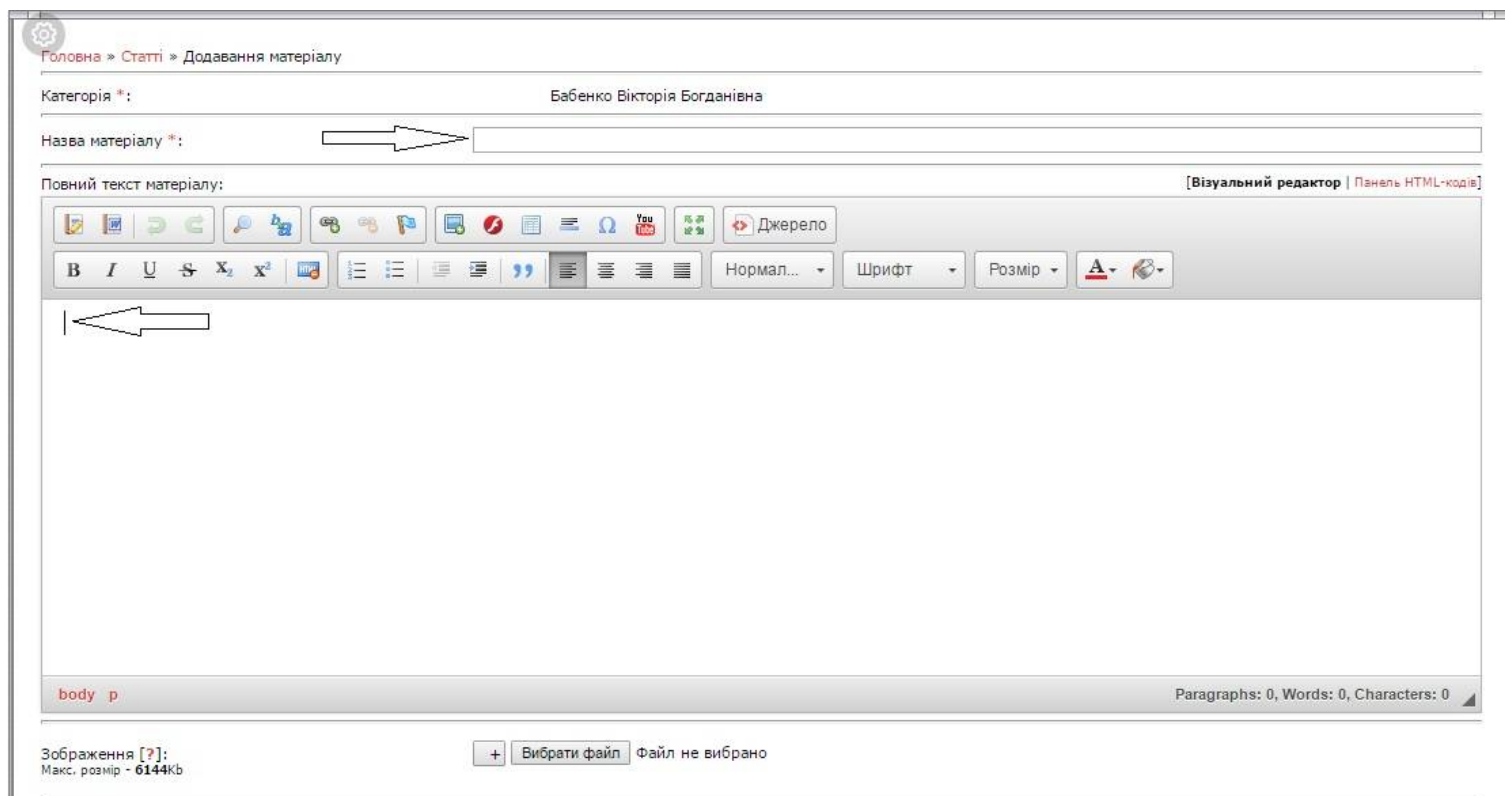 Головна » Статті » Додавання матеріалу
Категорія *: Бабенко Вікторія Богданівна
Назва матеріалу *:
Повний текст матеріалу: [Візуальний редактор | Панель HTML-кодів]
You Tube Джерело
B I U S X₂ x² Нормал... Шрифт Розмір A
body p Paragraphs: 0, Words: 0, Characters: 0
Зображення [?]: + Вибрати файл Файл не вибрано
Макс. розмір - 6144Kb